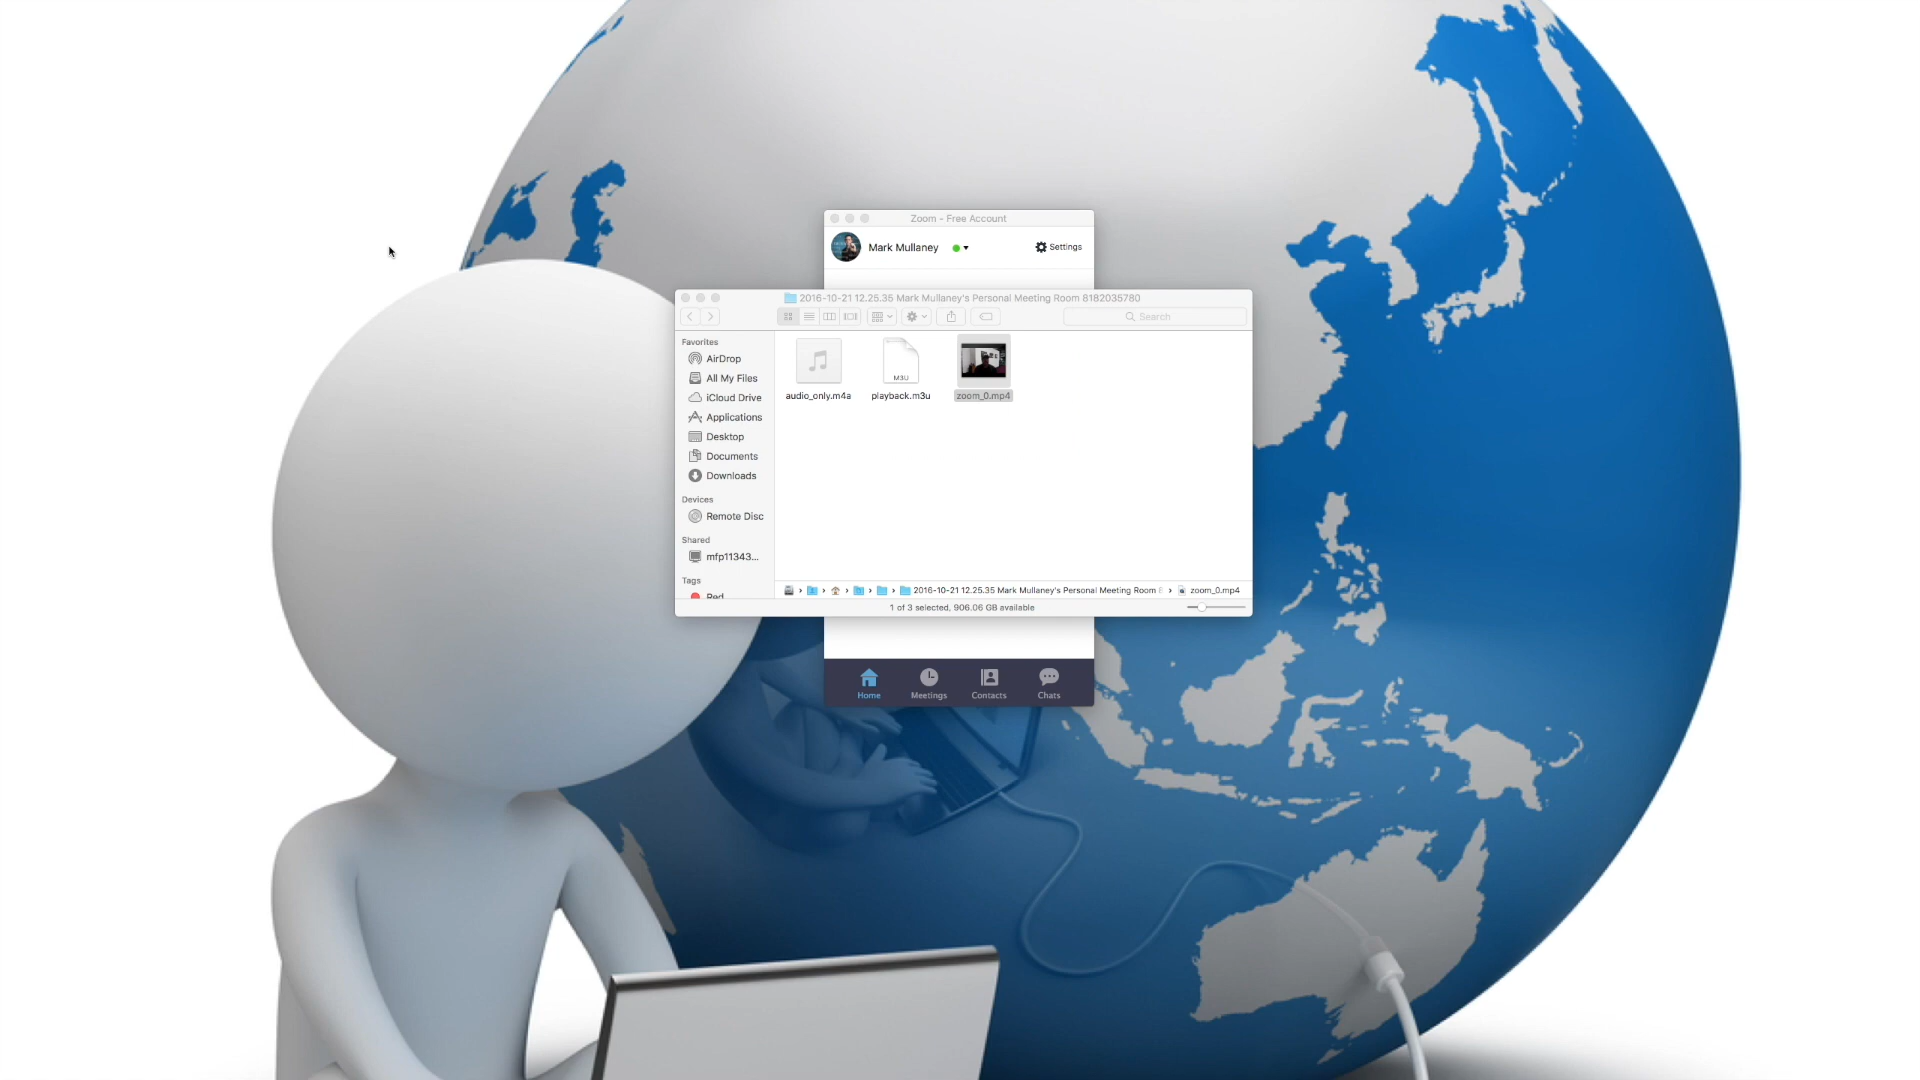 Zoom - Free Account
Mark Mullaney
Settings
2016-10-21 12.25.35 Mark Mullaney's Personal Meeting Room 8182035780
Search
Favorites
AirDrop
All My Files
iCloud Drive
Applications
Desktop
Documents
Downloads
Devices
Remote Disc
Shared
mfp11343...
Tags
Red
M3U
audio_only.m4a
playback.m3u
zoom_0.mp4
2016-10-21 12.25.35 Mark Mullaney's Personal Meeting Room
zoom_0.mp4
1 of 3 selected, 906.06 GB available
Home
Meetings
Contacts
Chats